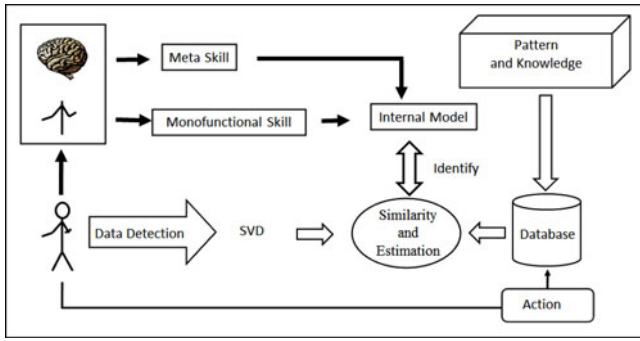 Meta Skill
Pattern
and Knowledge
Monofunctional Skill
Internal Model
Identify
Data Detection
SVD
Similarity
and
Estimation
Database
Action